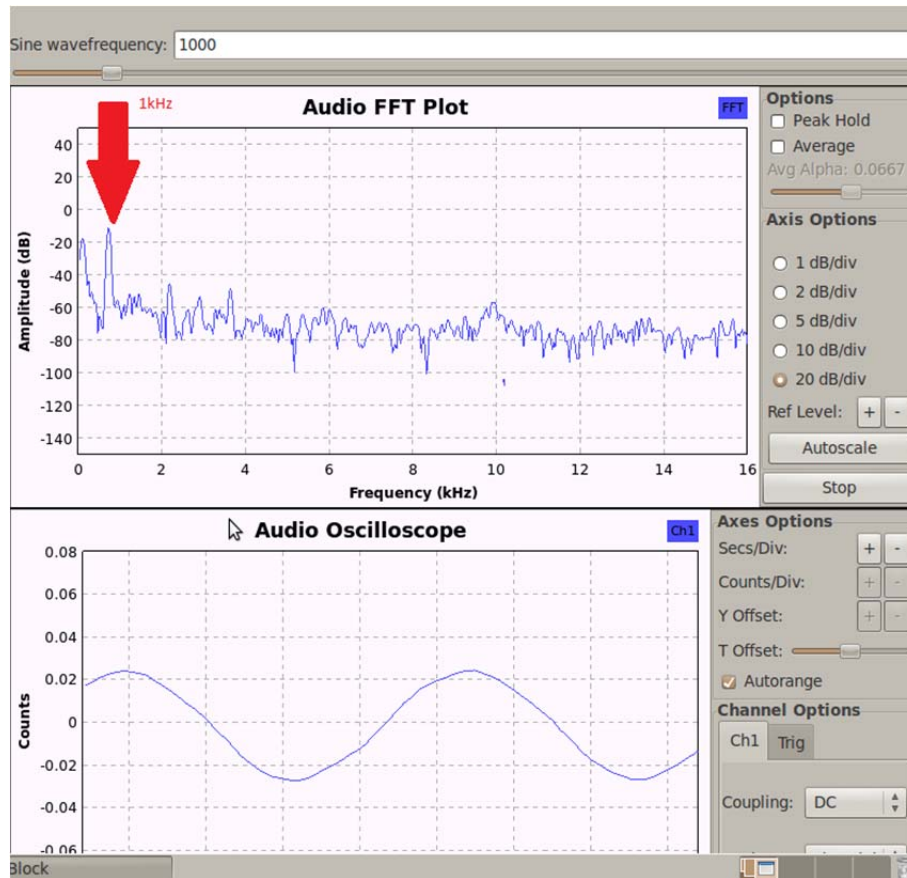 Sine wavefrequency: 1000
1kHz
Audio FFT Plot
FFT
40
20
0
-20
-40
-60
-80
-100
-120
-140
Amplitude (dB)
0 2 4 6 8 10 12 14 16
Frequency (kHz)
Options
Peak Hold
Average
Avg Alpha: 0.0667
Axis Options
1 dB/div
2 dB/div
5 dB/div
10 dB/div
20 dB/div
Ref Level: + -
Autoscale
Stop
Audio Oscilloscope
Ch1
0.08
0.06
0.04
0.02
0
-0.02
-0.04
-0.06
Counts
Axes Options
Secs/Div: + -
Counts/Div: + -
Y Offset: + -
T Offset:
Autorange
Channel Options
Ch1 Trig
Coupling: DC
Block